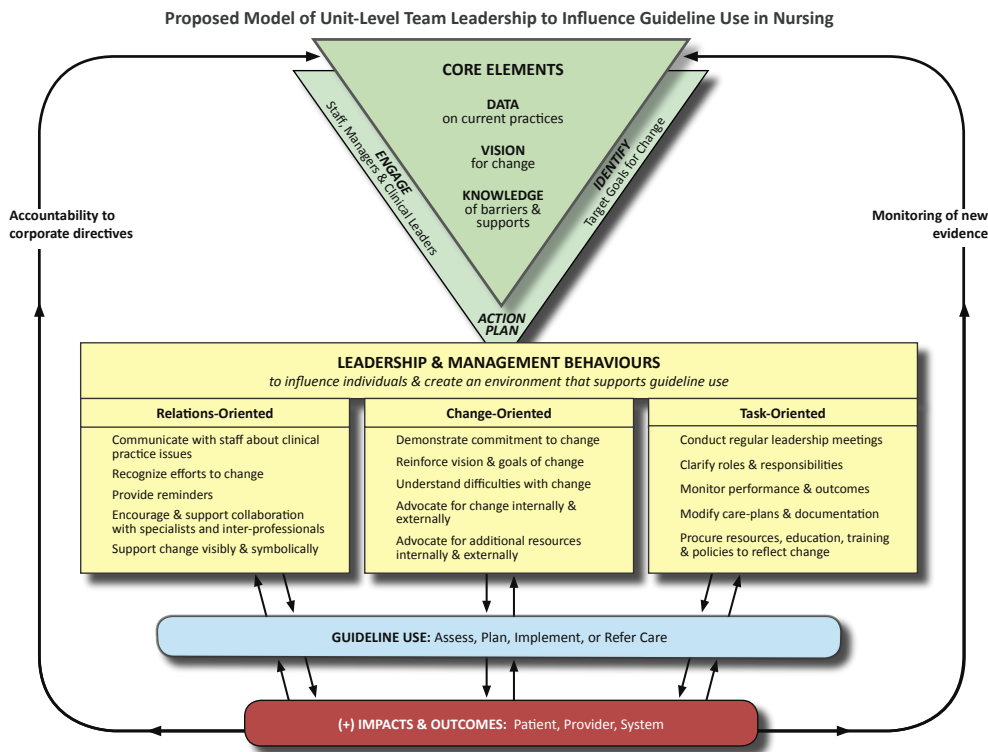 Proposed Model of Unit-Level Team Leadership to Influence Guideline Use in Nursing
CORE ELEMENTS
DATA
on current practices
VISION
for change
KNOWLEDGE
of barriers &
supports
ENGAGE
Staff, Managers & Clinical Leaders
IDENTIFY
Target Goals for Change
ACTION
PLAN
Accountability to
corporate directives
Monitoring of new
evidence
LEADERSHIP & MANAGEMENT BEHAVIOURS
to influence individuals & create an environment that supports guideline use
Relations-Oriented
Communicate with staff about clinical
practice issues
Recognize efforts to change
Provide reminders
Encourage & support collaboration
with specialists and inter-professionals
Support change visibly & symbolically
Change-Oriented
Demonstrate commitment to change
Reinforce vision & goals of change
Understand difficulties with change
Advocate for change internally &
externally
Advocate for additional resources
internally & externally
Task-Oriented
Conduct regular leadership meetings
Clarify roles & responsibilities
Monitor performance & outcomes
Modify care-plans & documentation
Procure resources, education, training
& policies to reflect change
GUIDELINE USE: Assess, Plan, Implement, or Refer Care
(+) IMPACTS & OUTCOMES: Patient, Provider, System